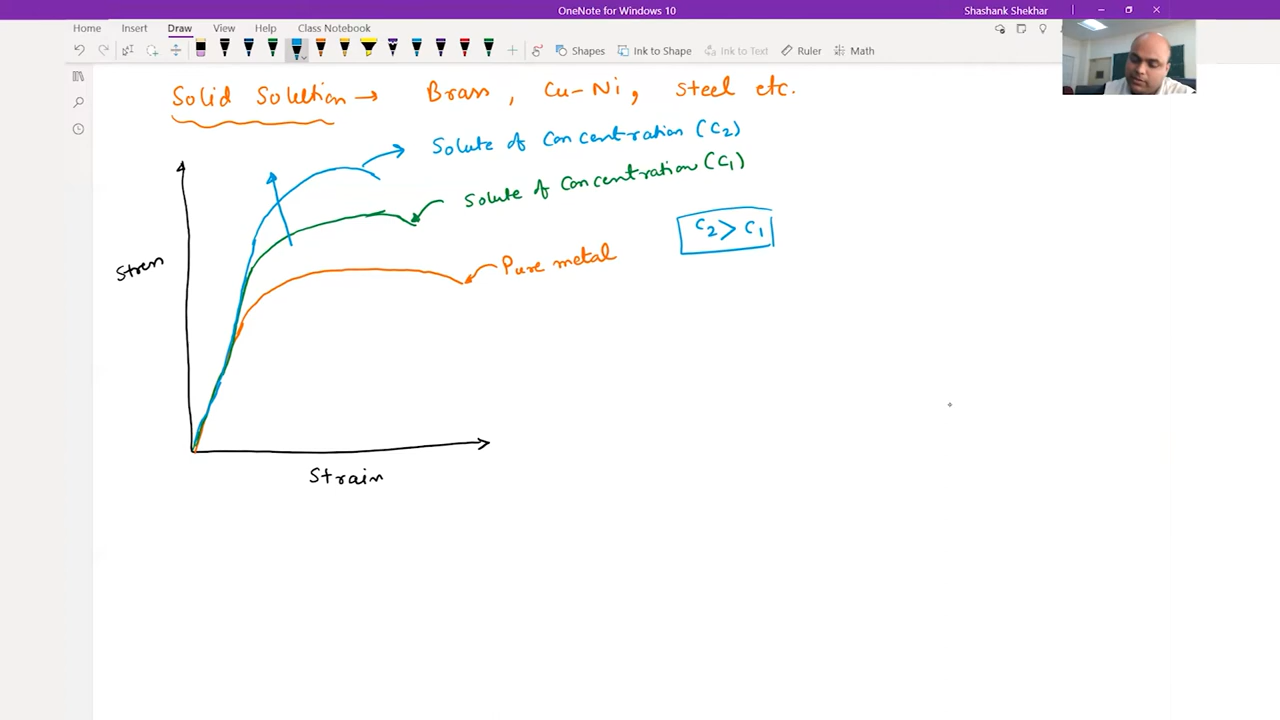 OneNote for Windows 10
Shashank Shekhar
Home Insert Draw View Help Class Notebook
Shapes Ink to Shape Ink to Text Ruler Math
Solid Solution → Brass, Cu-Ni, steel etc.
Solute of Concentration (C2)
Solute of Concentration (C1)
C2 > C1
Pure metal
Stress
Strain